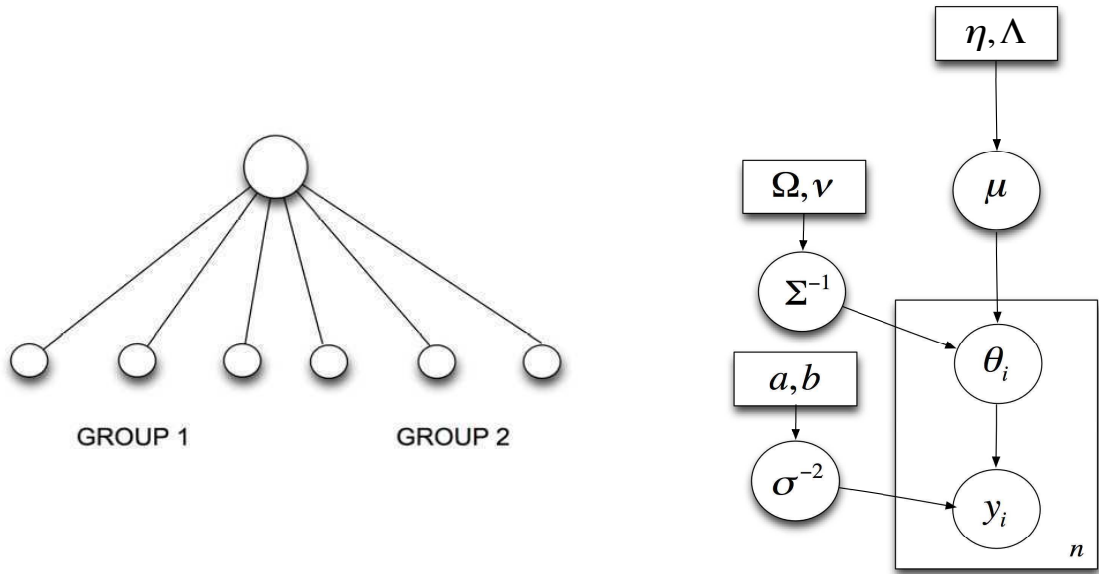 GROUP 1
GROUP 2
η, Λ
μ
Ω, ν
Σ⁻¹
θᵢ
a, b
σ⁻²
yᵢ
n